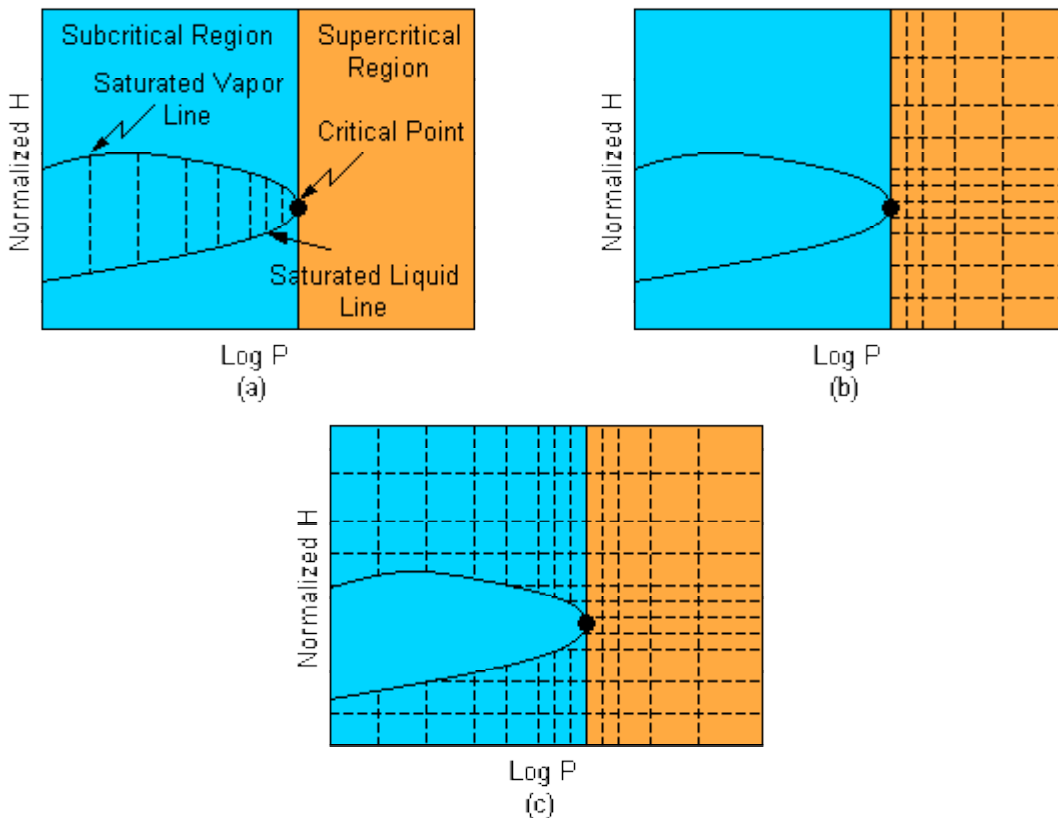 Subcritical Region
Supercritical
Region
Saturated Vapor
Line
Critical Point
Saturated Liquid
Line
Normalized H
Log P
(a)
Normalized H
Log P
(b)
Normalized H
Log P
(c)